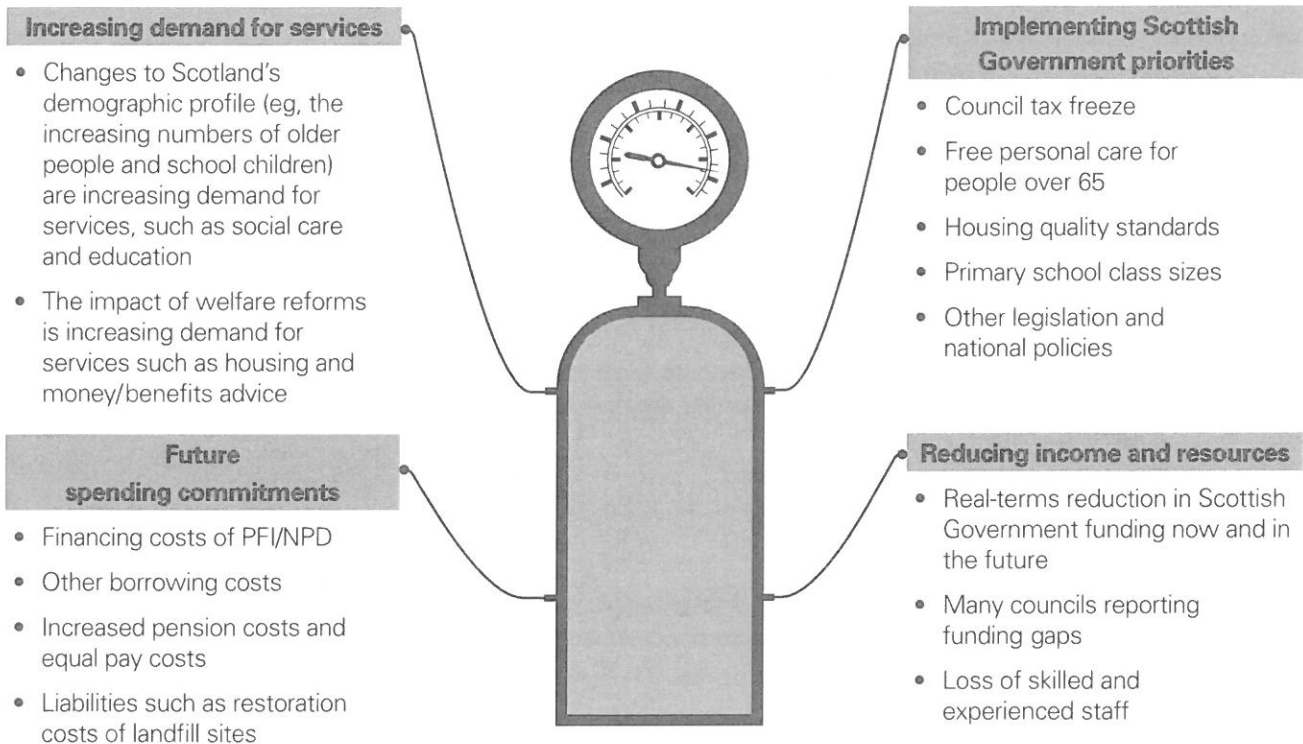 Increasing demand for services
• Changes to Scotland's
demographic profile (eg, the
increasing numbers of older
people and school children)
are increasing demand for
services, such as social care
and education
• The impact of welfare reforms
is increasing demand for
services such as housing and
money/benefits advice
Future
spending commitments
• Financing costs of PFI/NPD
• Other borrowing costs
• Increased pension costs and
equal pay costs
• Liabilities such as restoration
costs of landfill sites
Implementing Scottish
Government priorities
• Council tax freeze
• Free personal care for
people over 65
• Housing quality standards
• Primary school class sizes
• Other legislation and
national policies
Reducing income and resources
• Real-terms reduction in Scottish
Government funding now and in
the future
• Many councils reporting
funding gaps
• Loss of skilled and
experienced staff